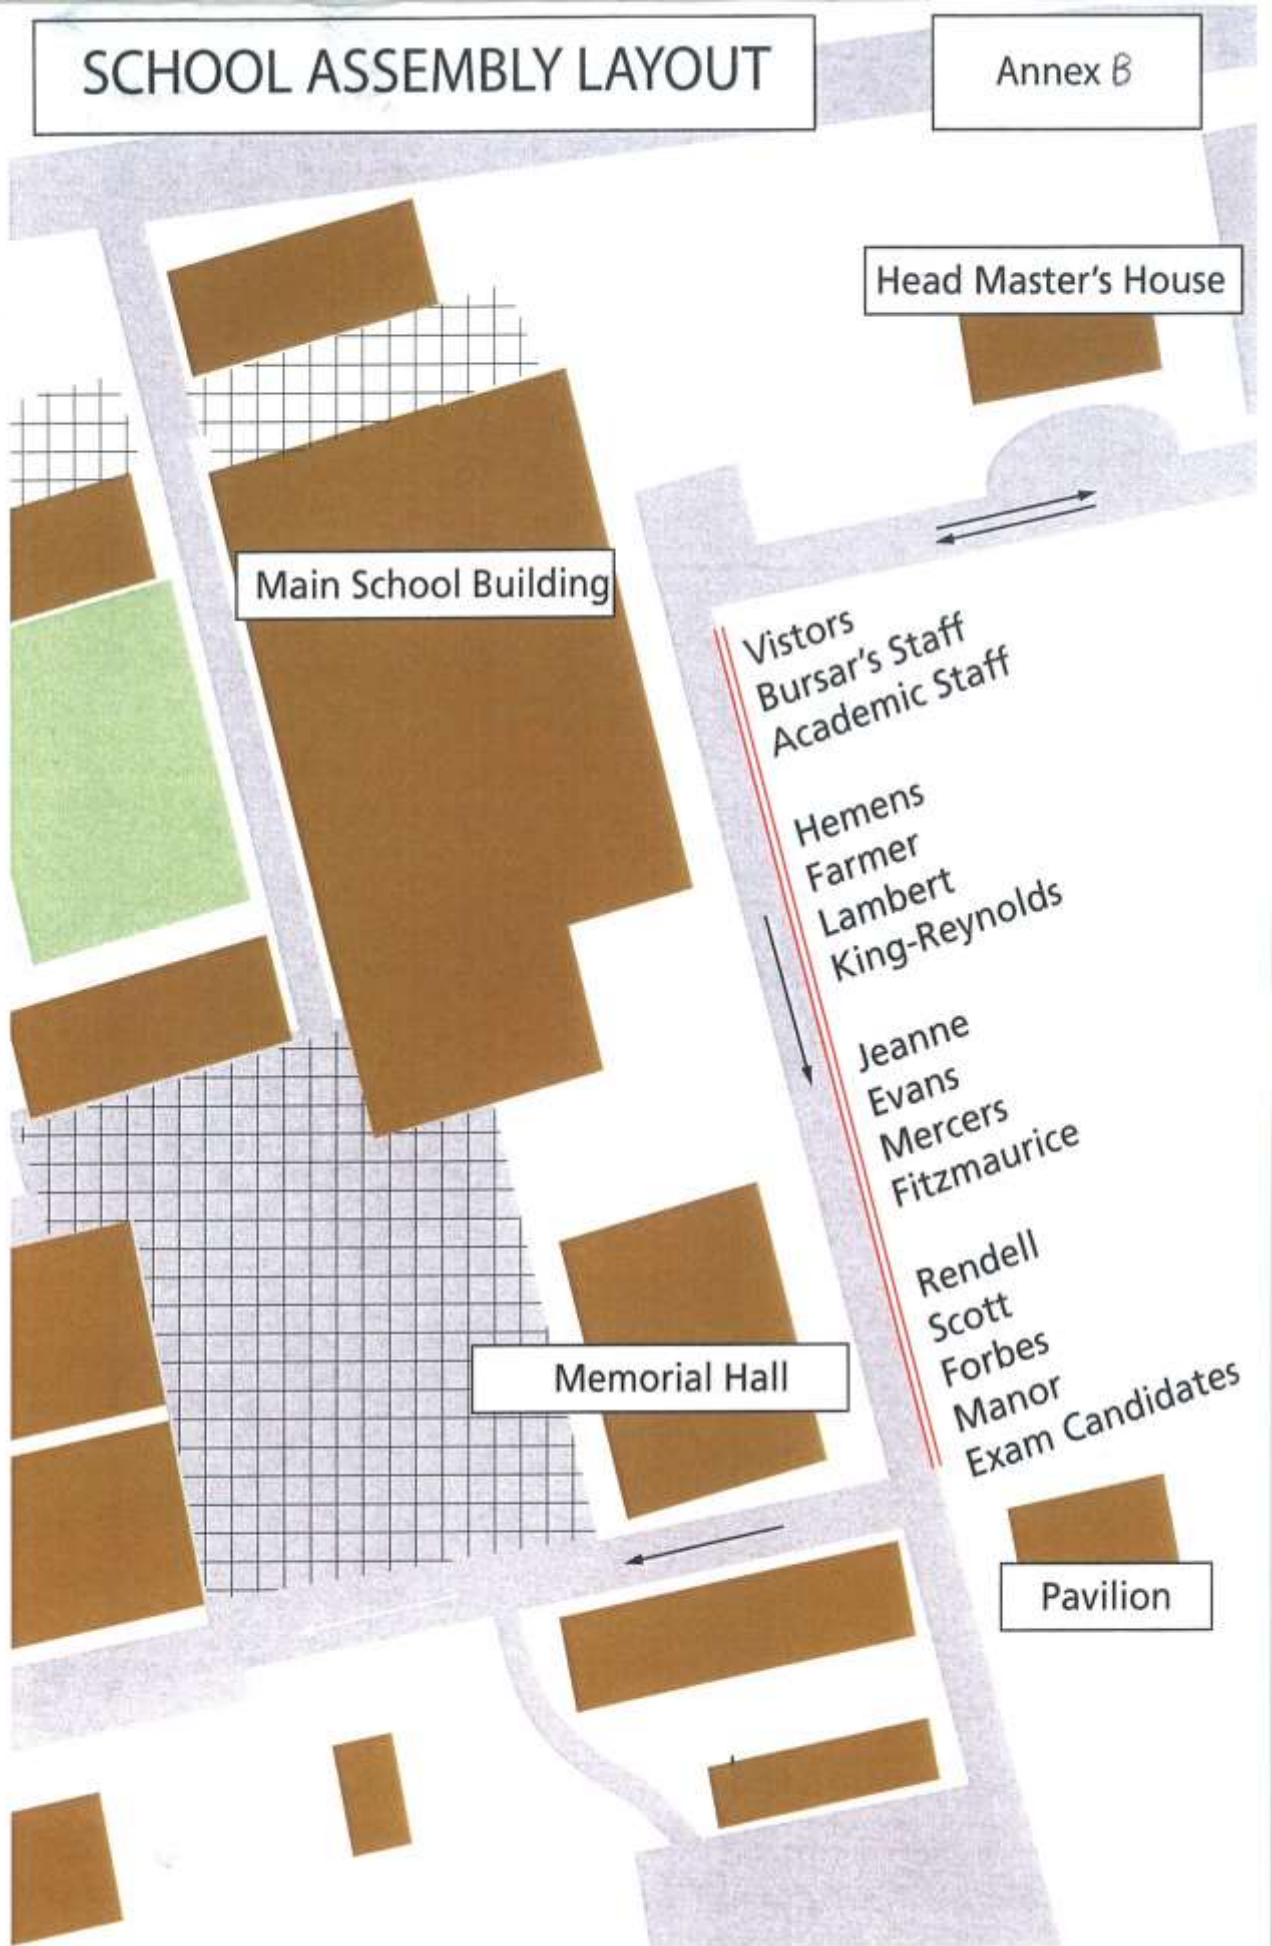 SCHOOL ASSEMBLY LAYOUT
Annex B
Head Master's House
Main School Building
Vistors
Bursar's Staff
Academic Staff
Hemens
Farmer
Lambert
King-Reynolds
Jeanne
Evans
Mercers
Fitzmaurice
Rendell
Scott
Forbes
Manor
Exam Candidates
Memorial Hall
Pavilion